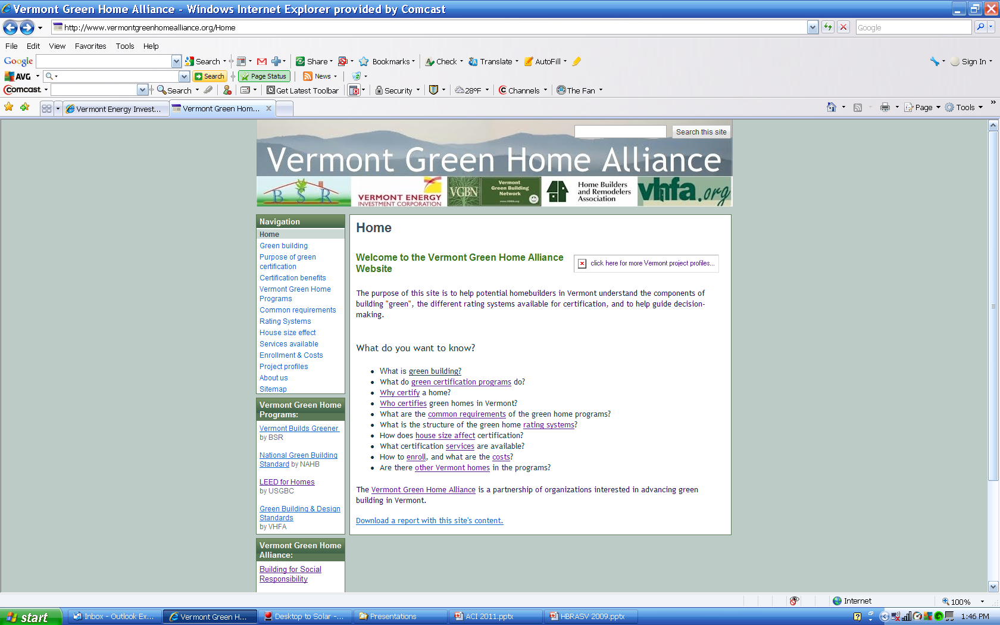 Vermont Green Home Alliance - Windows Internet Explorer provided by Comcast
http://www.vermontgreenhomealliance.org/Home
Google
File Edit View Favorites Tools Help
Google Search Share Bookmarks Check Translate AutoFill Sign In
AVG Search Page Status News
Comcast Search Get Latest Toolbar Security 28°F Channels The Fan
Vermont Energy Invest... Vermont Green Hom... Page Tools
Search this site
Vermont Green Home Alliance
BSR
VERMONT ENERGY
INVESTMENT CORPORATION
VGBN
Vermont
Green Building
Network
www.VGBN.org
Home Builders
and Remodelers
Association
vhfa.org
Navigation
Home
Green building
Purpose of green
certification
Certification benefits
Vermont Green Home
Programs
Common requirements
Rating Systems
House size effect
Services available
Enrollment & Costs
Project profiles
About us
Sitemap
Vermont Green Home
Programs:
Vermont Builds Greener
by BSR
National Green Building
Standard by NAHB
LEED for Homes
by USGBC
Green Building & Design
Standards
by VHFA
Vermont Green Home
Alliance:
Building for Social
Responsibility
Home
Welcome to the Vermont Green Home Alliance
Website
click here for more Vermont project profiles...
The purpose of this site is to help potential homebuilders in Vermont understand the components of
building "green", the different rating systems available for certification, and to help guide decision-
making.
What do you want to know?
• What is green building?
• What do green certification programs do?
• Why certify a home?
• Who certifies green homes in Vermont?
• What are the common requirements of the green home programs?
• What is the structure of the green home rating systems?
• How does house size affect certification?
• What certification services are available?
• How to enroll, and what are the costs?
• Are there other Vermont homes in the programs?
The Vermont Green Home Alliance is a partnership of organizations interested in advancing green
building in Vermont.
Download a report with this site's content.
Internet 100%
start Inbox - Outlook Ex... Vermont Green H... Desktop to Solar -... Presentations ACI 2011.pptx HBRASV 2009.pptx 1:46 PM